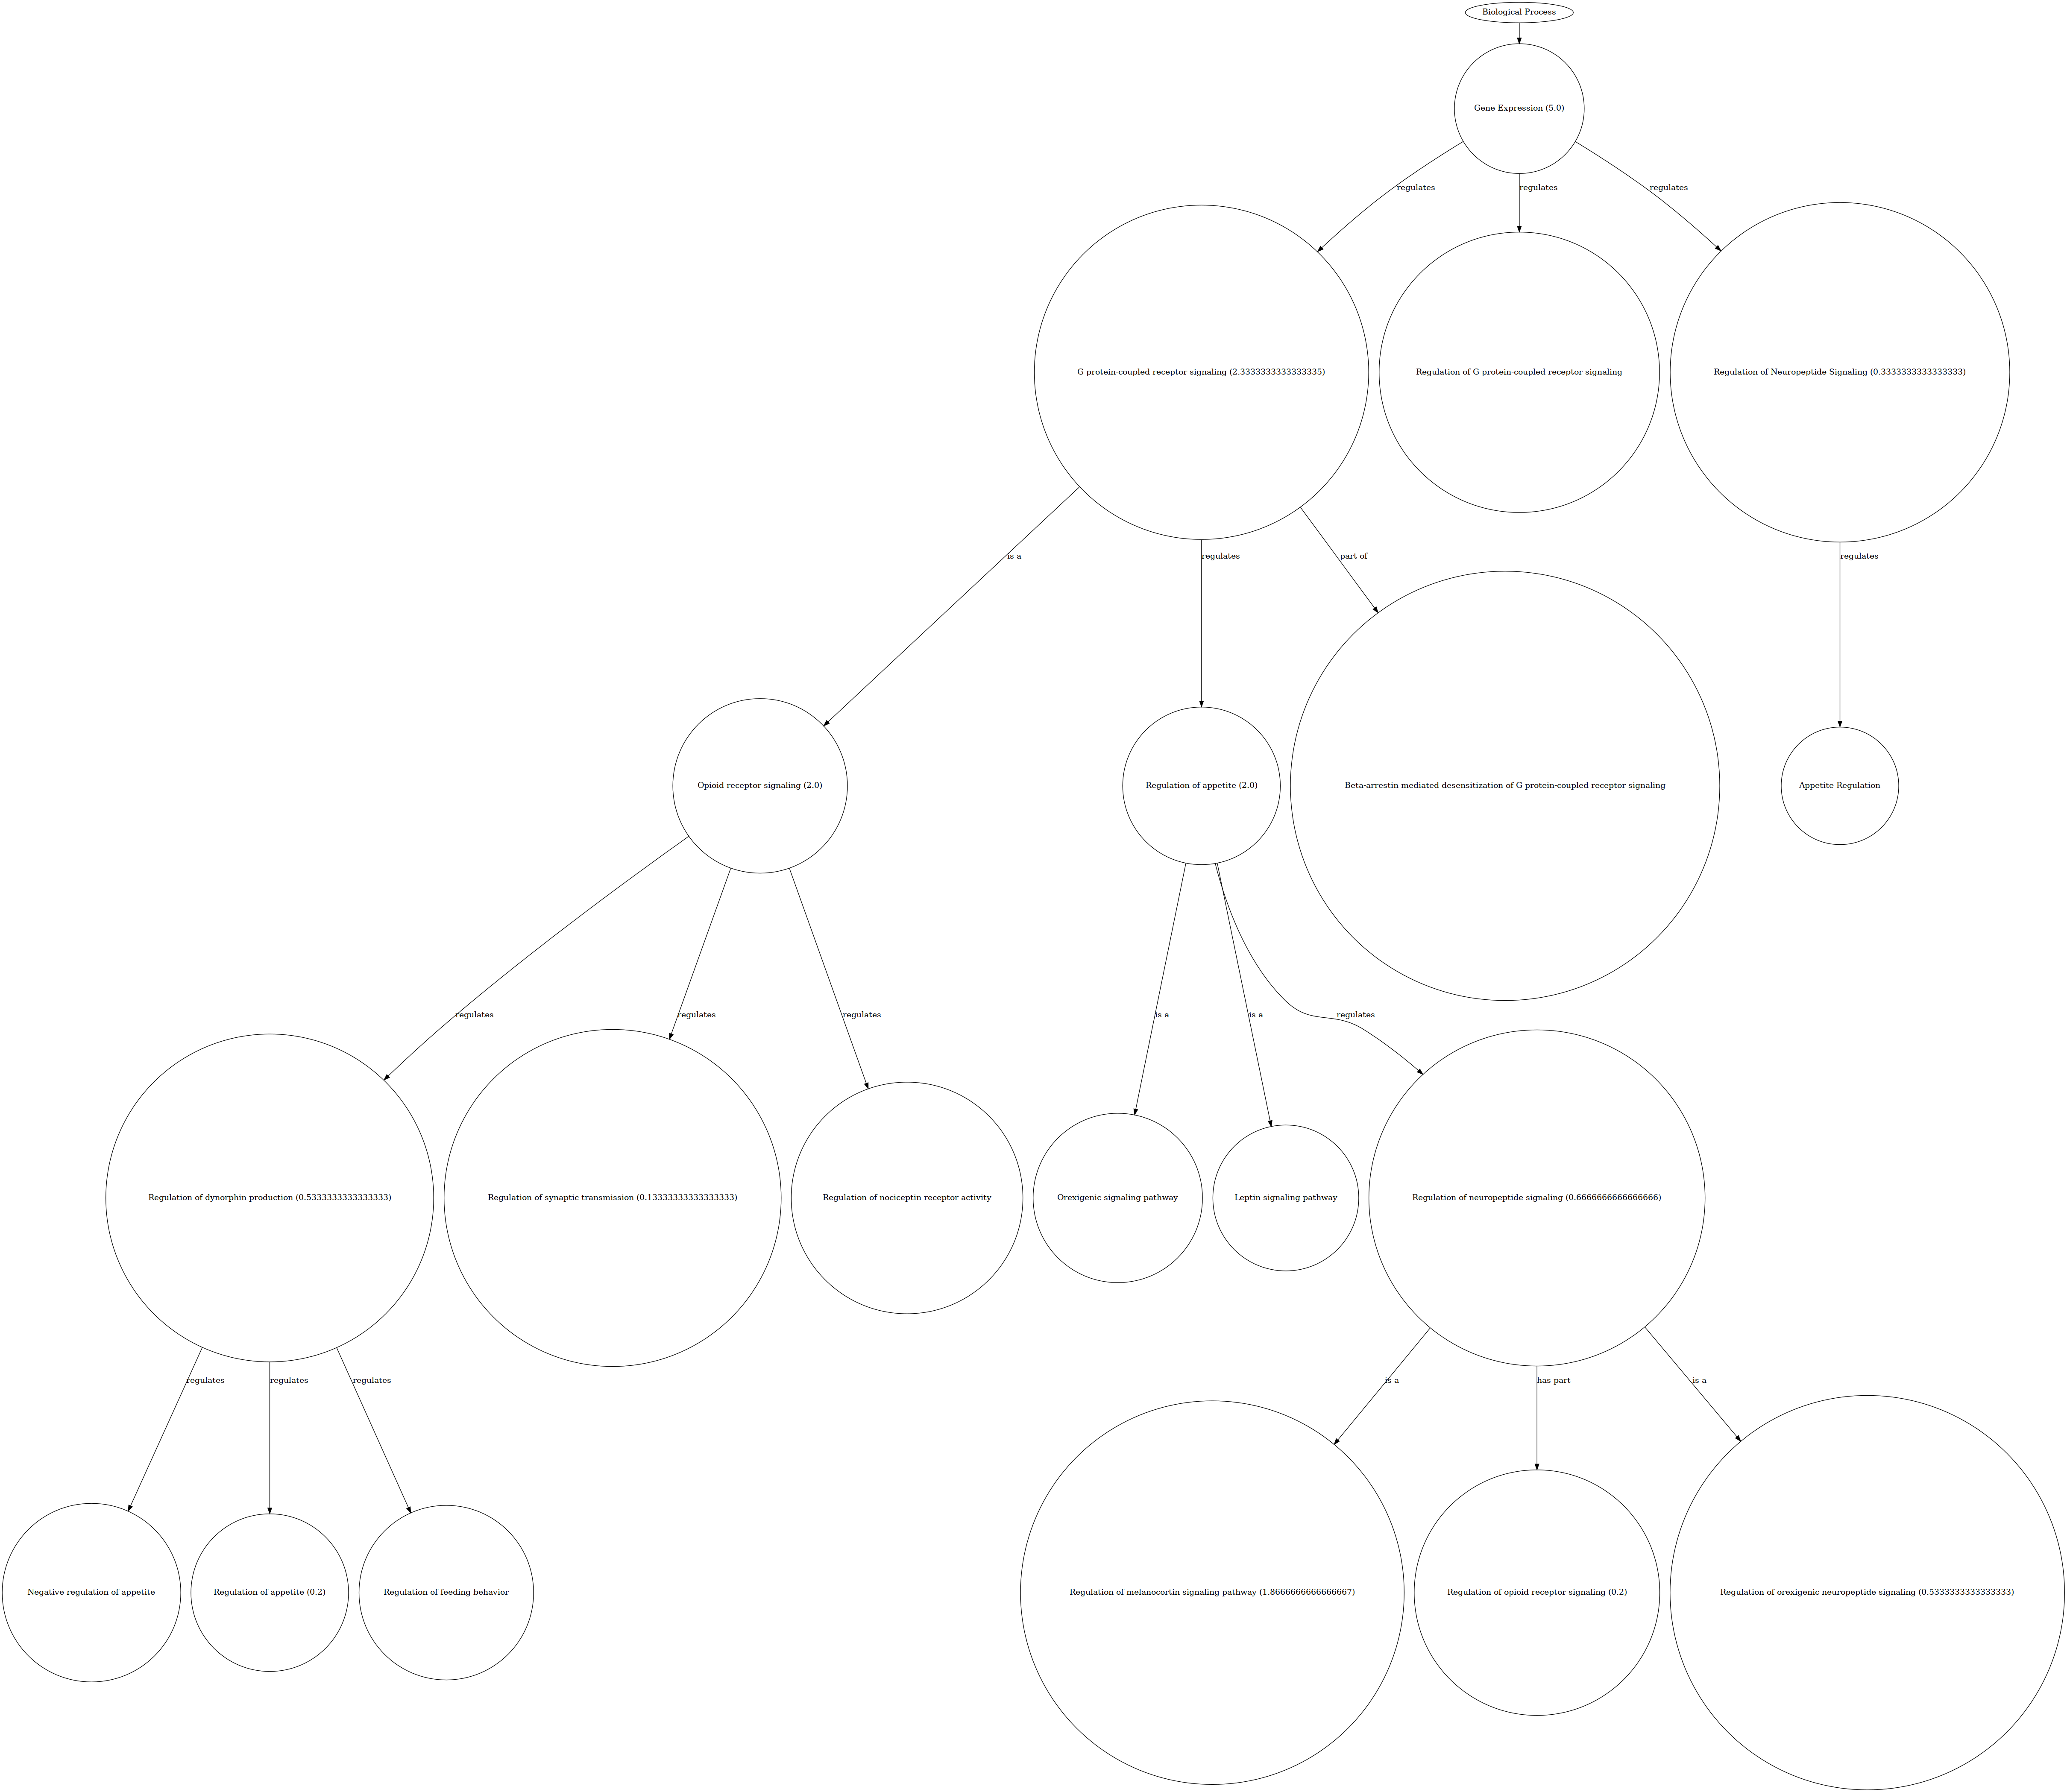 Biological Process
Gene Expression (5.0)
regulates
regulates
regulates
G protein-coupled receptor signaling (2.3333333333333335)
Regulation of G protein-coupled receptor signaling
Regulation of Neuropeptide Signaling (0.3333333333333333)
is a
regulates
part of
regulates
Opioid receptor signaling (2.0)
Regulation of appetite (2.0)
Beta-arrestin mediated desensitization of G protein-coupled receptor signaling
Appetite Regulation
regulates
regulates
regulates
is a
is a
regulates
Regulation of dynorphin production (0.5333333333333333)
Regulation of synaptic transmission (0.13333333333333333)
Regulation of nociceptin receptor activity
Orexigenic signaling pathway
Leptin signaling pathway
Regulation of neuropeptide signaling (0.6666666666666666)
regulates
regulates
regulates
is a
has part
is a
Negative regulation of appetite
Regulation of appetite (0.2)
Regulation of feeding behavior
Regulation of melanocortin signaling pathway (1.8666666666666667)
Regulation of opioid receptor signaling (0.2)
Regulation of orexigenic neuropeptide signaling (0.5333333333333333)